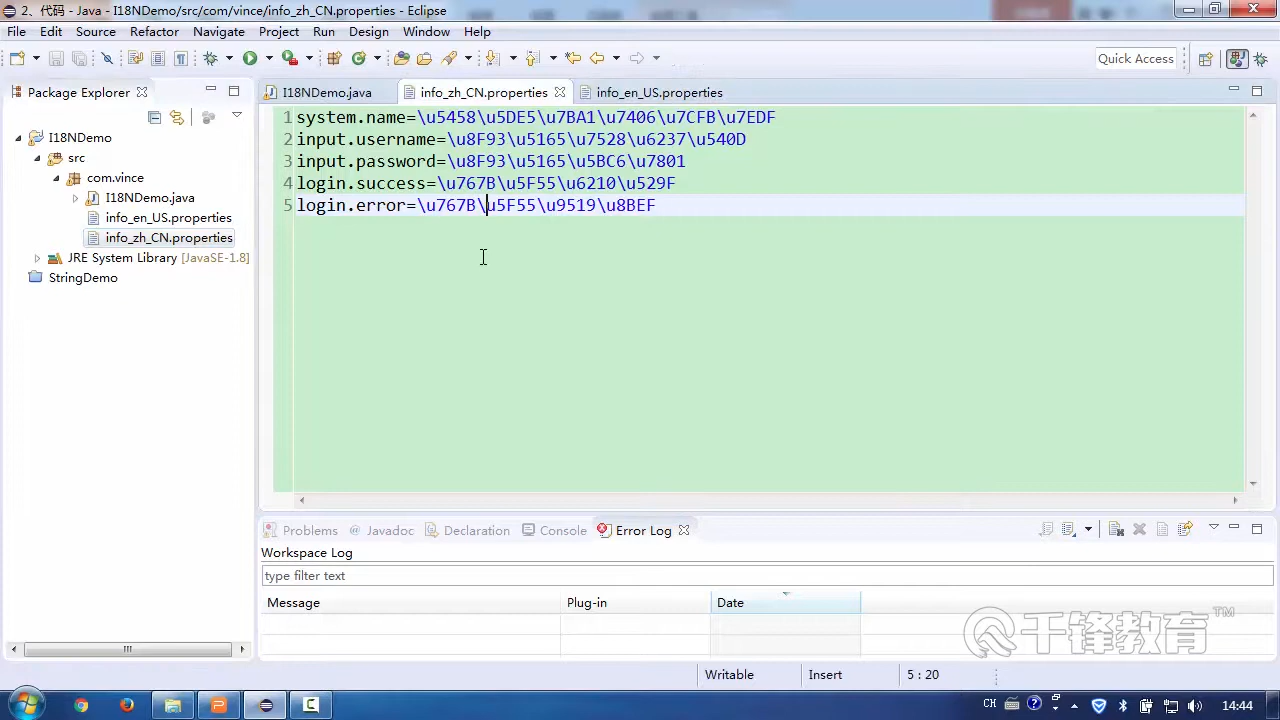 2、代码 - Java - I18NDemo/src/com/vince/info_zh_CN.properties - Eclipse
File Edit Source Refactor Navigate Project Run Design Window Help
Quick Access
Package Explorer
I18NDemo
src
com.vince
I18NDemo.java
info_en_US.properties
info_zh_CN.properties
JRE System Library [JavaSE-1.8]
StringDemo
I18NDemo.java info_zh_CN.properties info_en_US.properties
1 system.name=\u5458\u5DE5\u7BA1\u7406\u7CFB\u7EDF
2 input.username=\u8F93\u5165\u7528\u6237\u540D
3 input.password=\u8F93\u5165\u5BC6\u7801
4 login.success=\u767B\u5F55\u6210\u529F
5 login.error=\u767B\u5F55\u9519\u8BEF
Problems @ Javadoc Declaration Console Error Log
Workspace Log
type filter text
Message Plug-in Date
千锋教育™
Writable Insert 5 : 20
CH 14:44